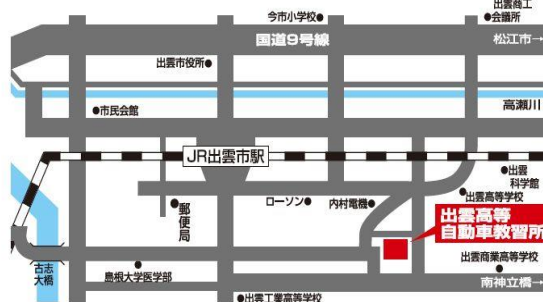 出雲商工
会議所
今市小学校
国道9号線
松江市→
出雲市役所
市民会館
高瀬川
JR出雲市駅
出雲
科学館
出雲高等学校
郵便局
ローソン
内村電機
出雲高等
自動車教習所
古志
大橋
島根大学医学部
出雲商業高等学校
南神立橋→
出雲工業高等学校